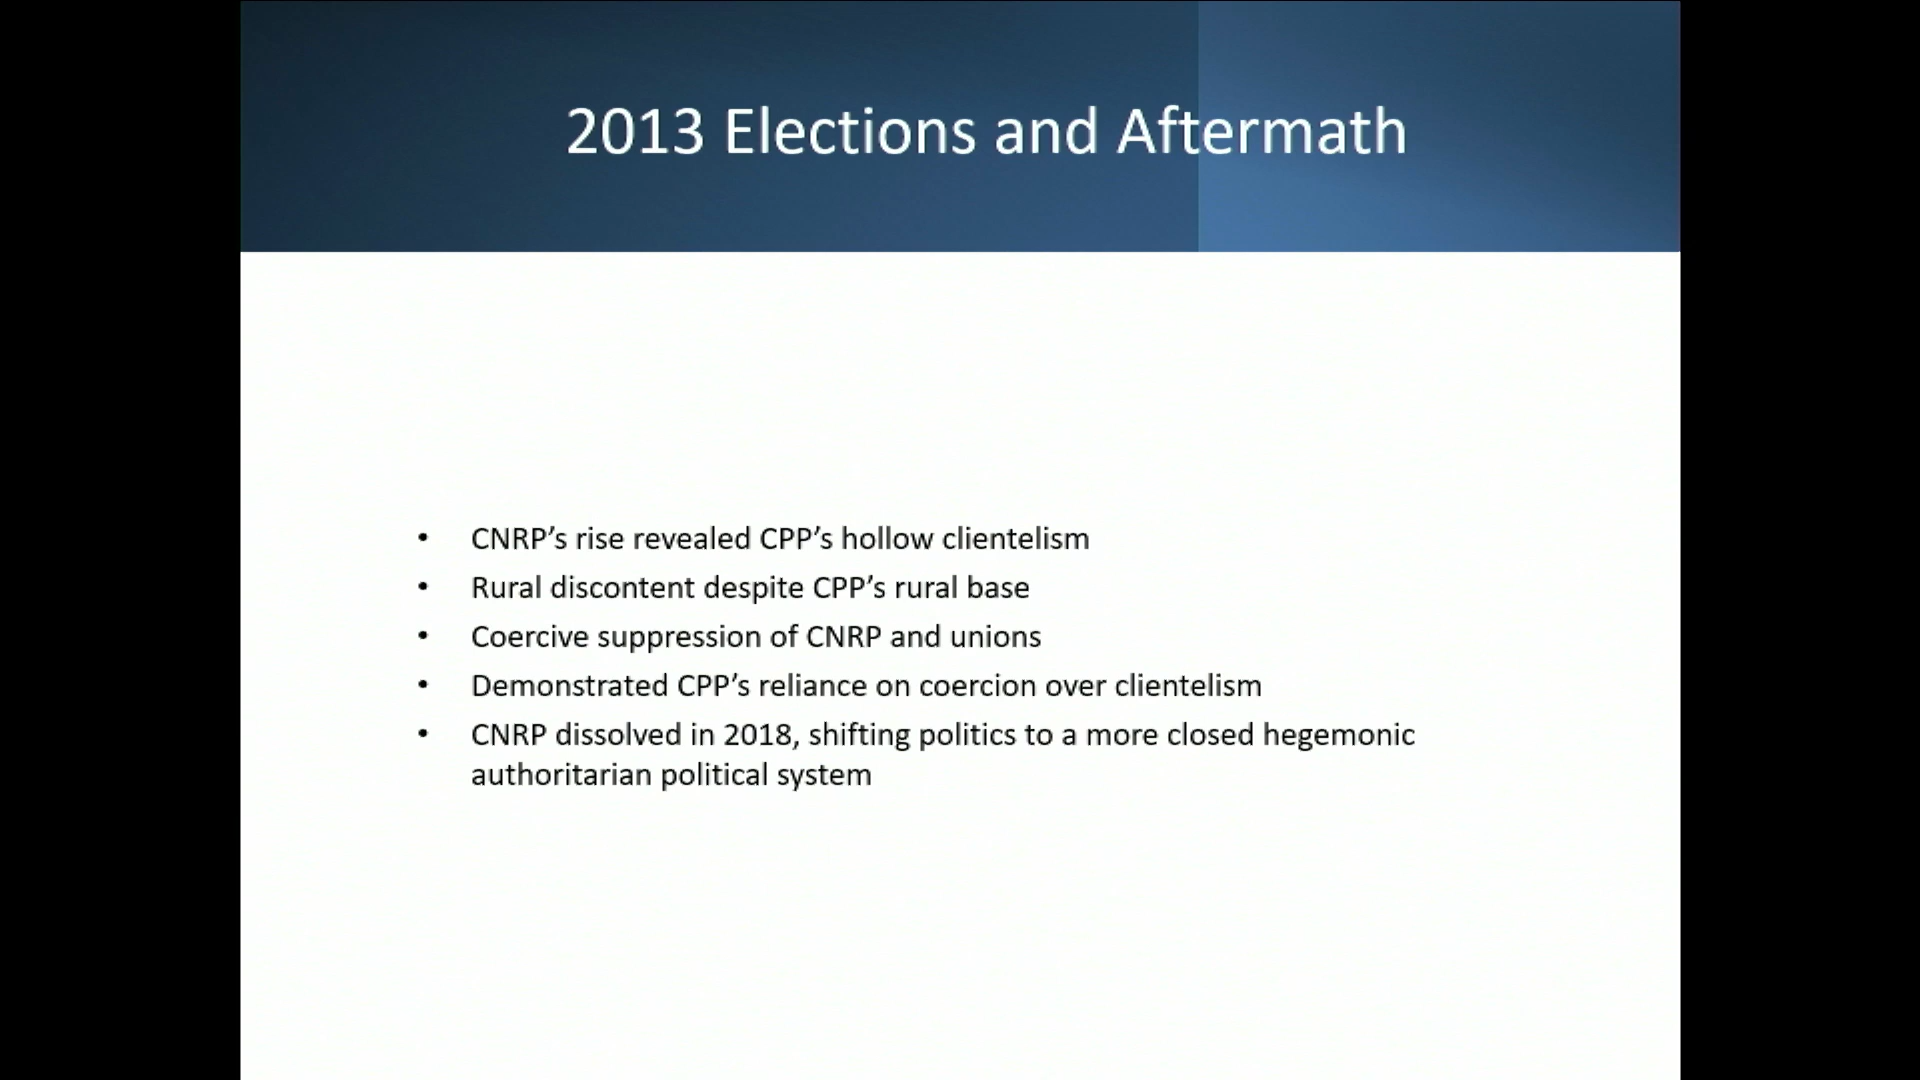 2013 Elections and Aftermath
• CNRP’s rise revealed CPP’s hollow clientelism
• Rural discontent despite CPP’s rural base
• Coercive suppression of CNRP and unions
• Demonstrated CPP’s reliance on coercion over clientelism
• CNRP dissolved in 2018, shifting politics to a more closed hegemonic
authoritarian political system